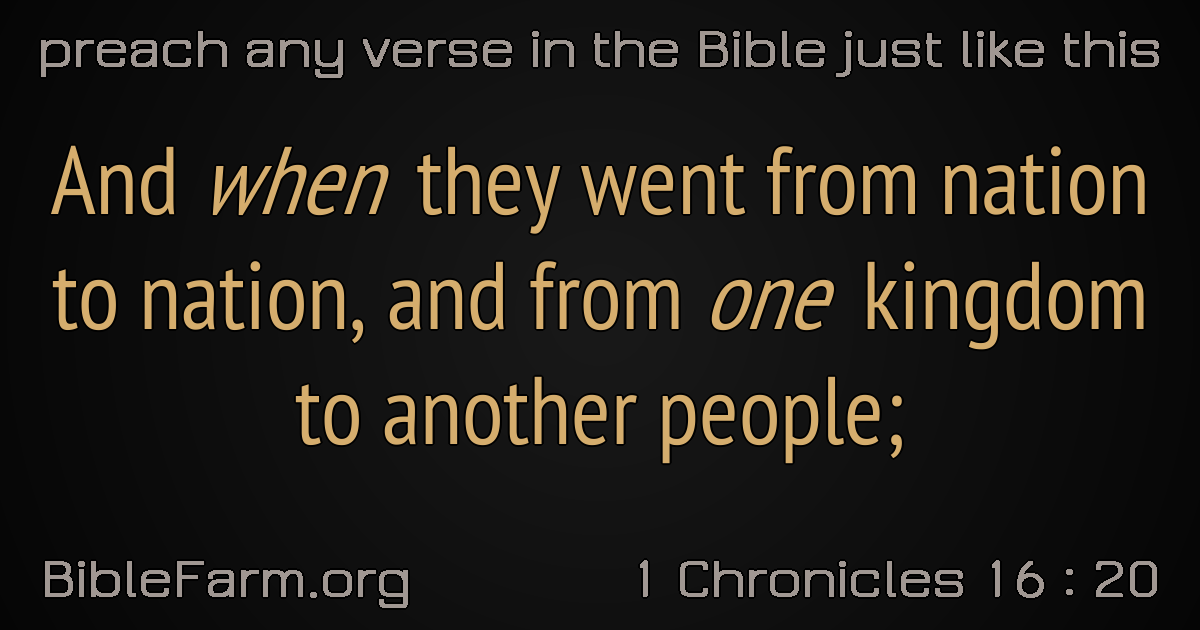 preach any verse in the Bible just like this
And when they went from nation
to nation, and from one kingdom
to another people;
BibleFarm.org
1 Chronicles 16 : 20